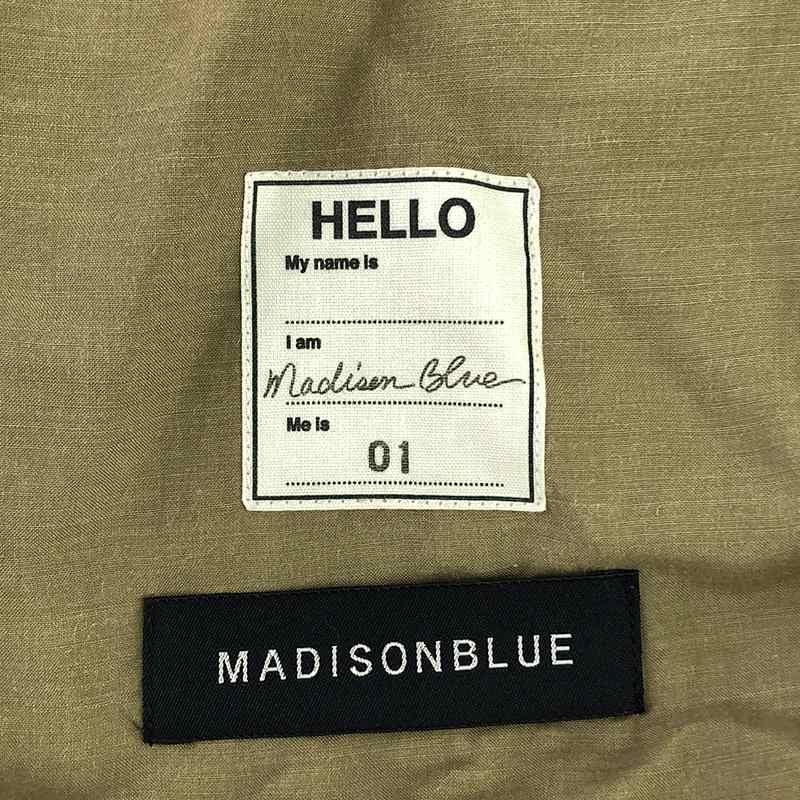 HELLO
My name is
I am
Madison Blue
Me is
01
MADISONBLUE